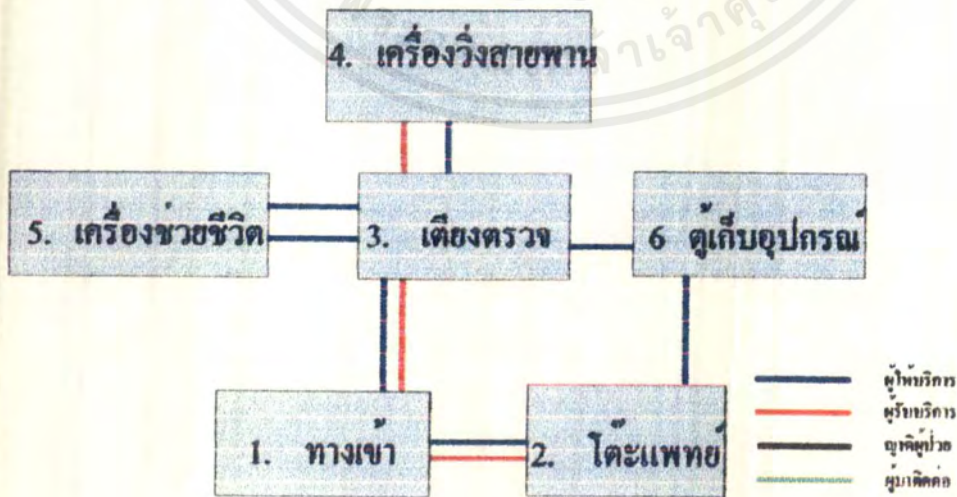 4. เครื่องวิ่งสายพาน
5. เครื่องช่วยชีวิต
3. เตียงตรวจ
6 ตู้เก็บอุปกรณ์
1. ทางเข้า
2. โต๊ะแพทย์
ผู้ให้บริการ
ผู้รับบริการ
ญาติผู้ป่วย
ผู้มาติดต่อ